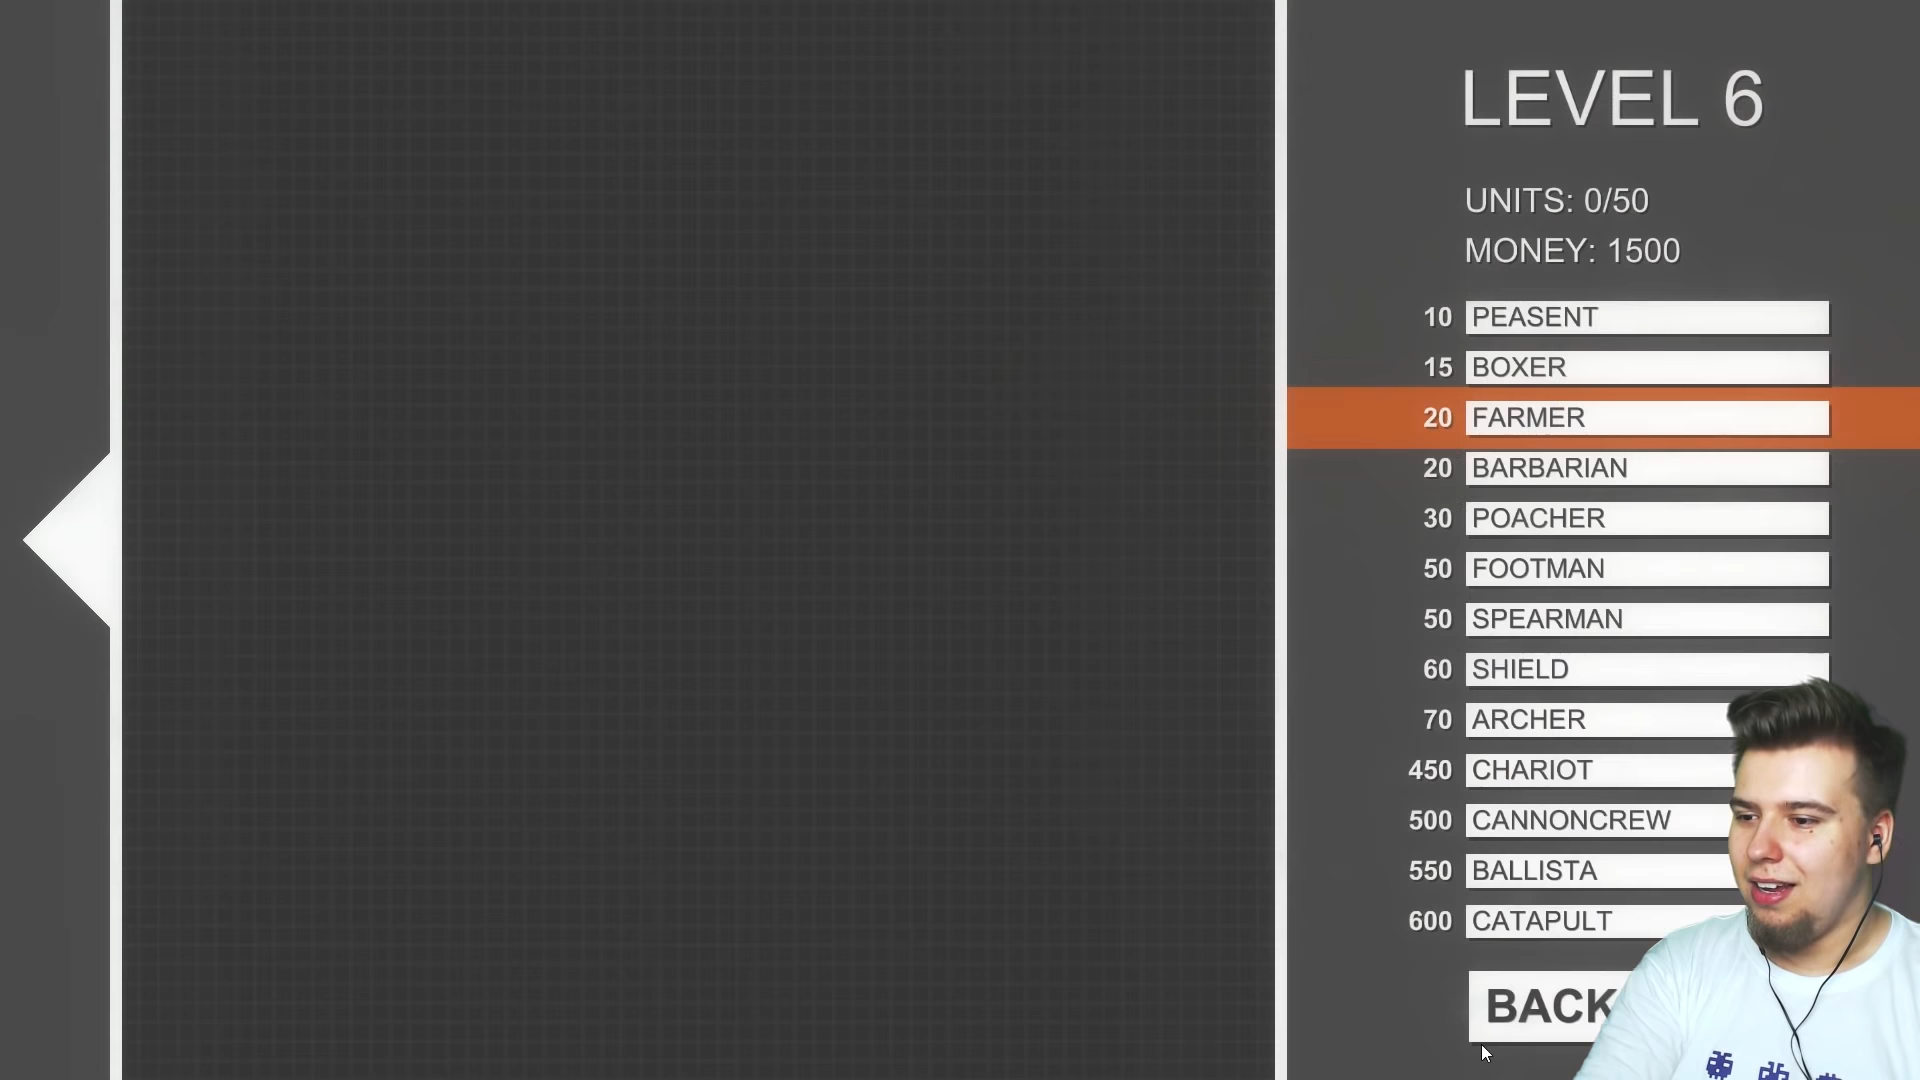 LEVEL 6
UNITS: 0/50
MONEY: 1500
10 PEASENT
15 BOXER
20 FARMER
20 BARBARIAN
30 POACHER
50 FOOTMAN
50 SPEARMAN
60 SHIELD
70 ARCHER
450 CHARIOT
500 CANNONCREW
550 BALLISTA
600 CATAPULT
BACK